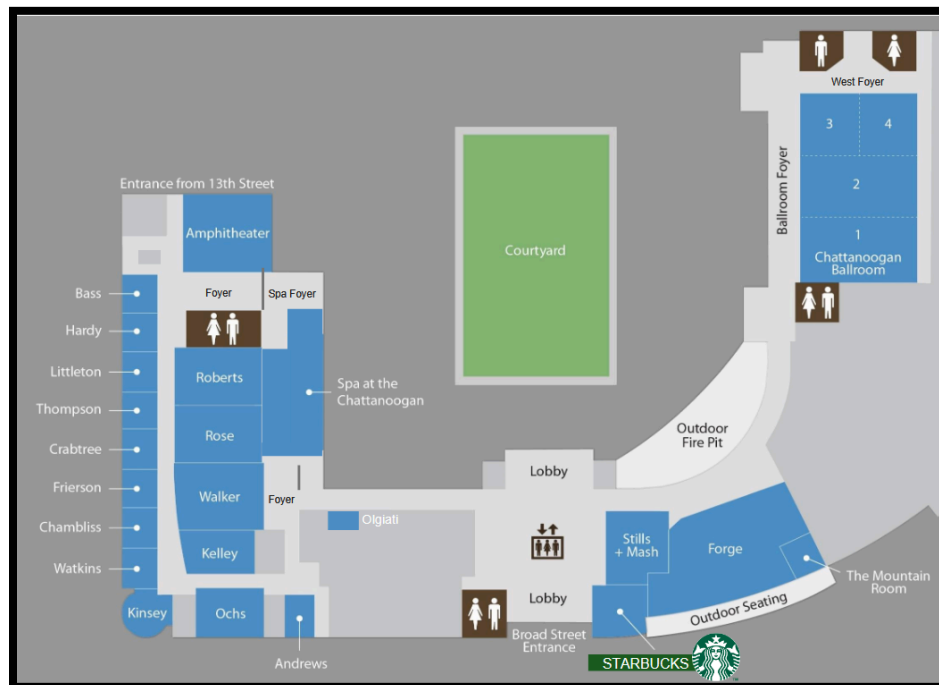 West Foyer
3
4
2
1
Chattanoogan
Ballroom
Ballroom Foyer
Courtyard
Entrance from 13th Street
Amphitheater
Foyer
Spa Foyer
Bass
Hardy
Littleton
Thompson
Crabtree
Frierson
Chambliss
Watkins
Kinsey
Roberts
Rose
Walker
Kelley
Ochs
Andrews
Spa at the
Chattanoogan
Foyer
Olgiati
Lobby
Lobby
Broad Street
Entrance
Outdoor
Fire Pit
Stills
+ Mash
Forge
The Mountain
Room
Outdoor Seating
STARBUCKS